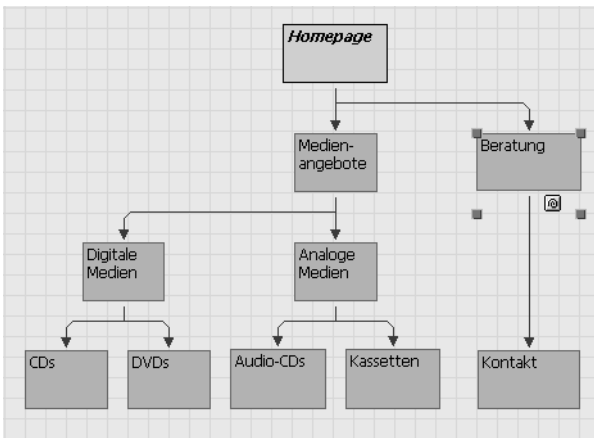 Homepage
Medien-
angebote
Beratung
Digitale
Medien
Analoge
Medien
CDs
DVDs
Audio-CDs
Kassetten
Kontakt